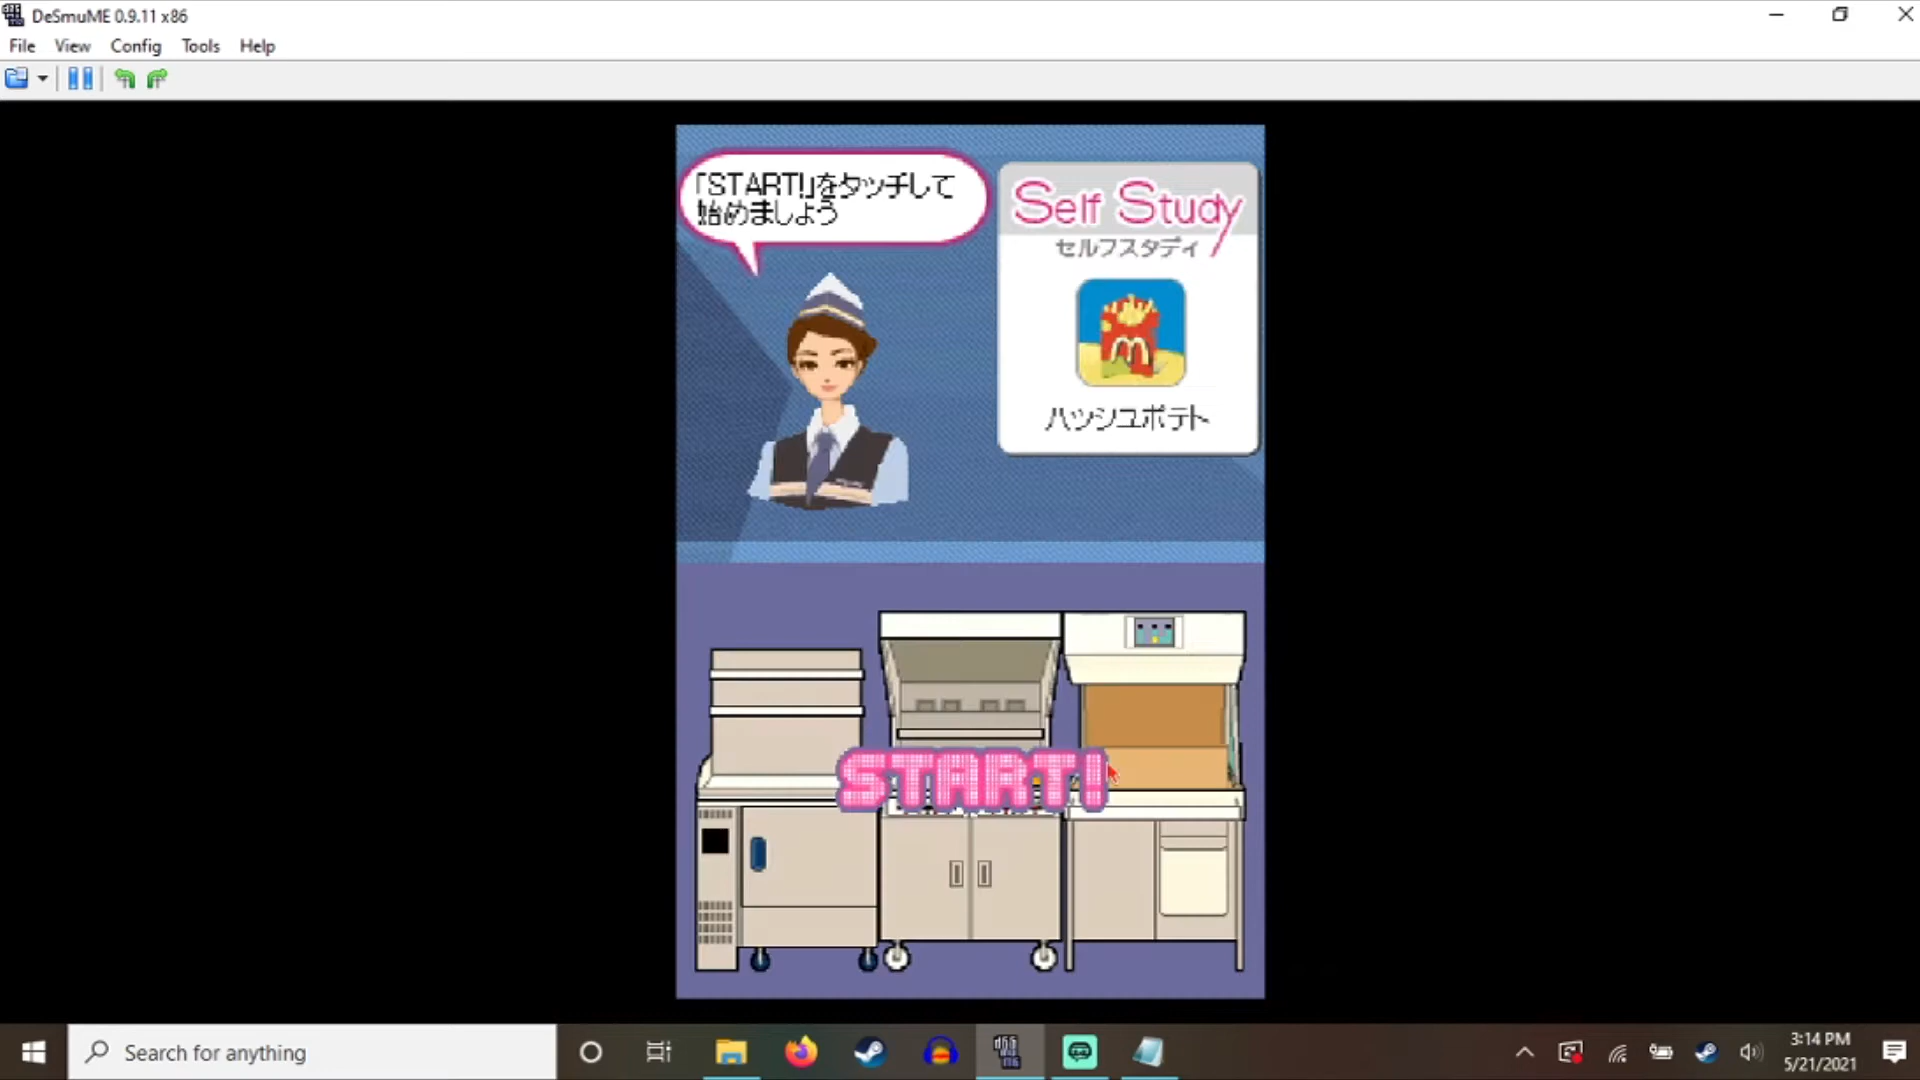 DeSmuME 0.9.11 x86
File View Config Tools Help
「START!」をタッチして
始めましょう
Self Study
セルフスタディ
ハッシュポテト
START!
Search for anything
3:14 PM
5/21/2021